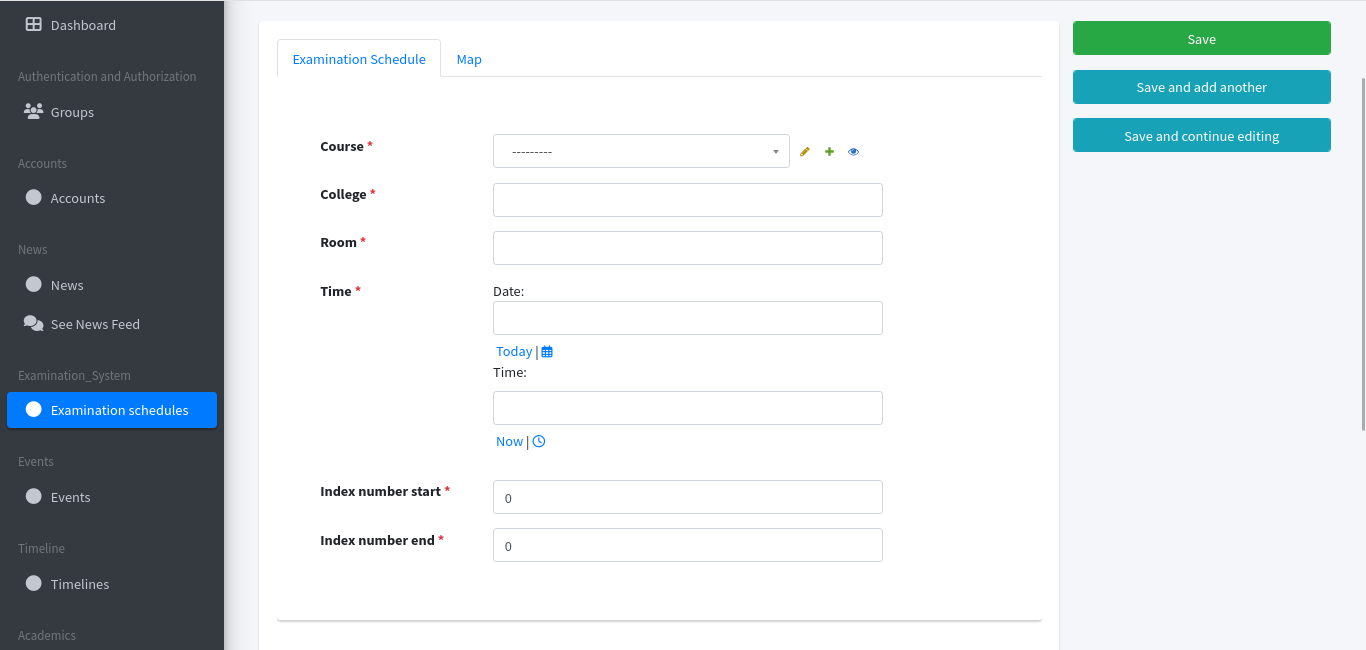 Dashboard
Authentication and Authorization
Groups
Accounts
Accounts
News
News
See News Feed
Examination_System
Examination schedules
Events
Events
Timeline
Timelines
Academics
Examination Schedule
Map
Course *
---------
College *
Room *
Time *
Date:
Today |
Time:
Now |
Index number start *
0
Index number end *
0
Save
Save and add another
Save and continue editing